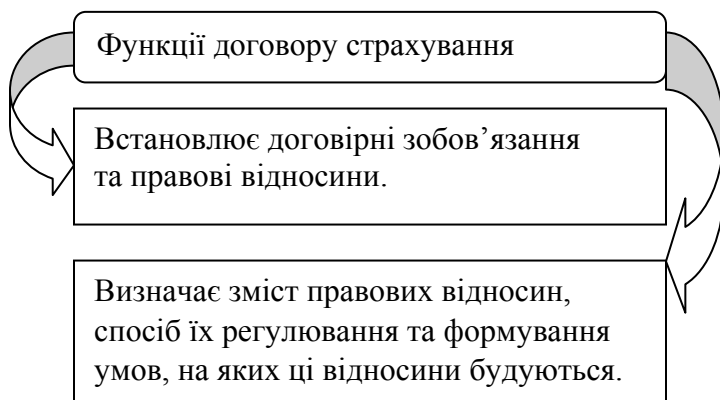 Функції договору страхування
Встановлює договірні зобов’язання
та правові відносини.
Визначає зміст правових відносин,
спосіб їх регулювання та формування
умов, на яких ці відносини будуються.